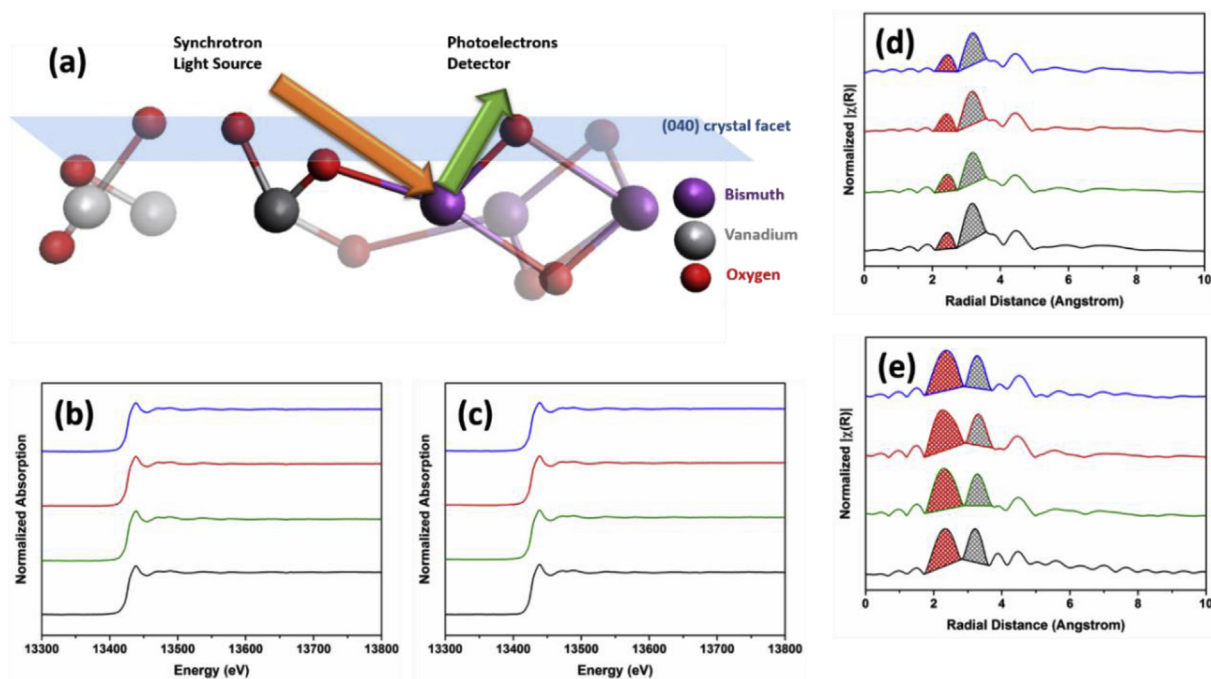 (a)
Synchrotron
Light Source
Photoelectrons
Detector
(040) crystal facet
Bismuth
Vanadium
Oxygen
(b)
Normalized Absorption
13300 13400 13500 13600 13700 13800
Energy (eV)
(c)
Normalized Absorption
13300 13400 13500 13600 13700 13800
Energy (eV)
(d)
Normalized |χ(R)|
0 2 4 6 8 10
Radial Distance (Angstrom)
(e)
Normalized |χ(R)|
0 2 4 6 8 10
Radial Distance (Angstrom)